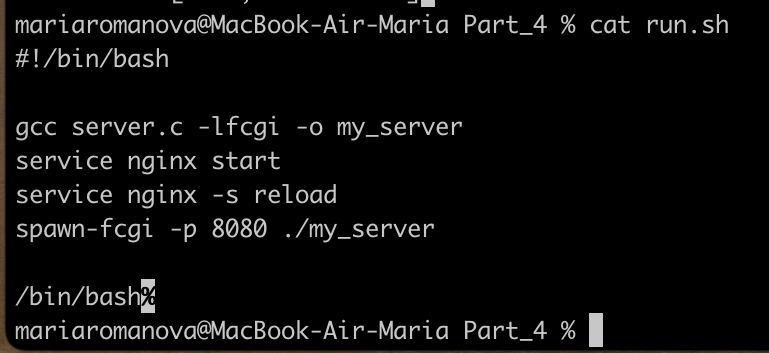 mariaromanova@MacBook-Air-Maria Part_4 % cat run.sh
#!/bin/bash
gcc server.c -lfcgi -o my_server
service nginx start
service nginx -s reload
spawn-fcgi -p 8080 ./my_server
/bin/bash%
mariaromanova@MacBook-Air-Maria Part_4 %